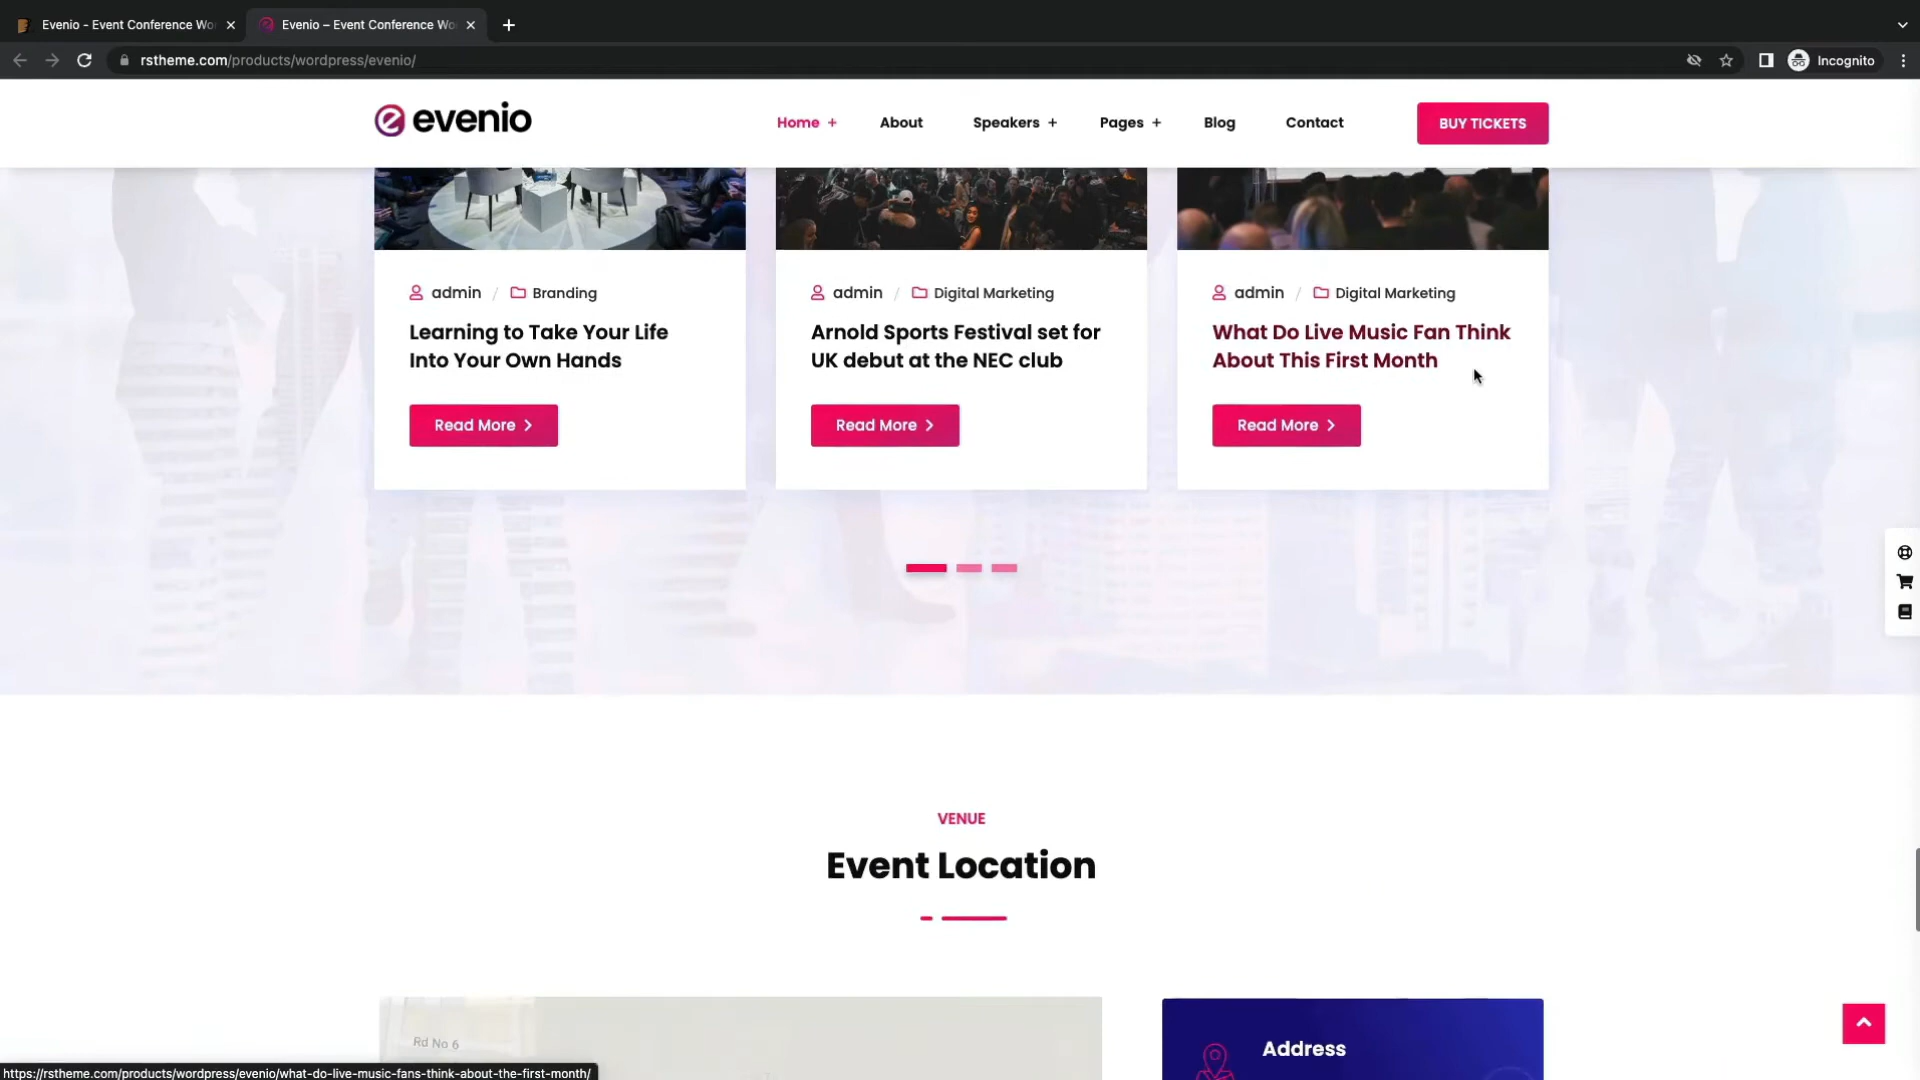 Evenio - Event Conference Wo
Evenio – Event Conference Wo
rstheme.com/products/wordpress/evenio/
Incognito
evenio
Home +
About
Speakers +
Pages +
Blog
Contact
BUY TICKETS
admin / Branding
Learning to Take Your Life
Into Your Own Hands
Read More
admin / Digital Marketing
Arnold Sports Festival set for
UK debut at the NEC club
Read More
admin / Digital Marketing
What Do Live Music Fan Think
About This First Month
Read More
VENUE
Event Location
Rd No 6
Address
https://rstheme.com/products/wordpress/evenio/what-do-live-music-fans-think-about-the-first-month/